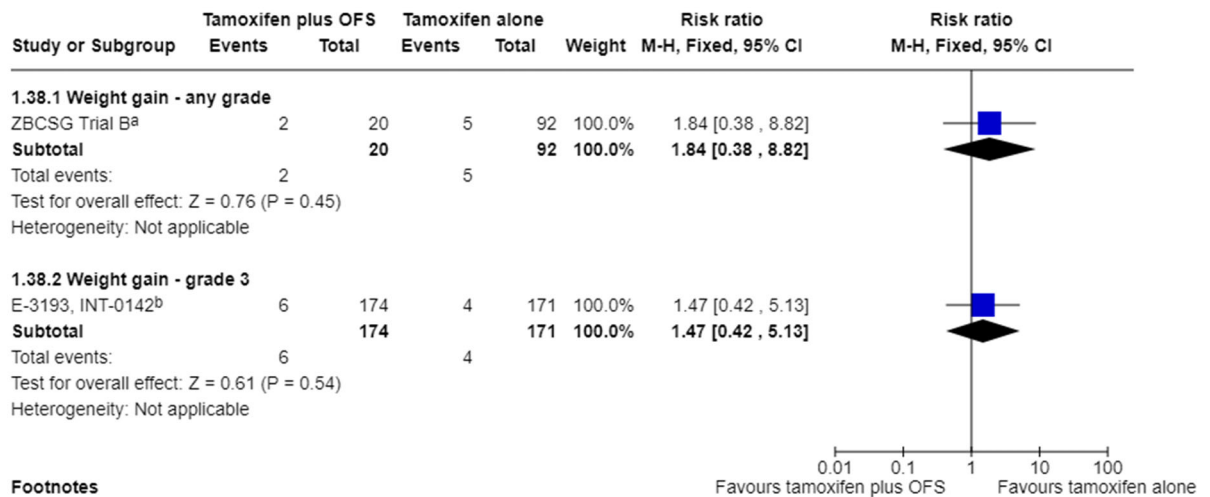 Tamoxifen plus OFS Tamoxifen alone Risk ratio Risk ratio
Study or Subgroup Events Total Events Total Weight M-H, Fixed, 95% CI M-H, Fixed, 95% CI
1.38.1 Weight gain - any grade
ZBCSG Trial Bª 2 20 5 92 100.0% 1.84 [0.38 , 8.82]
Subtotal 20 92 100.0% 1.84 [0.38 , 8.82]
Total events: 2 5
Test for overall effect: Z = 0.76 (P = 0.45)
Heterogeneity: Not applicable
1.38.2 Weight gain - grade 3
E-3193, INT-0142ᵇ 6 174 4 171 100.0% 1.47 [0.42 , 5.13]
Subtotal 174 171 100.0% 1.47 [0.42 , 5.13]
Total events: 6 4
Test for overall effect: Z = 0.61 (P = 0.54)
Heterogeneity: Not applicable
0.01 0.1 1 10 100
Footnotes Favours tamoxifen plus OFS Favours tamoxifen alone